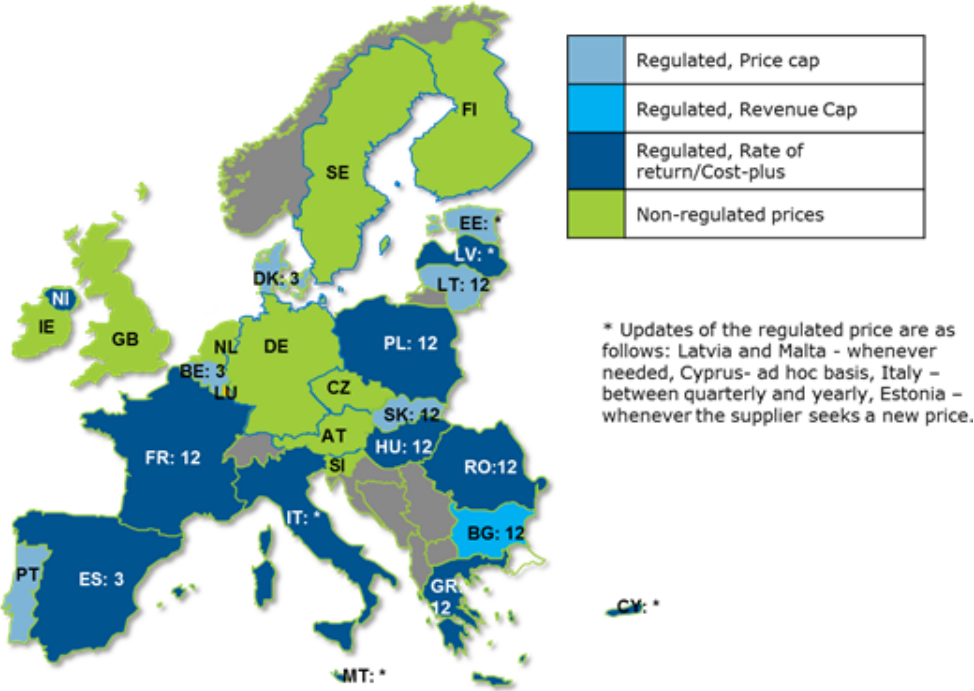 Regulated, Price cap
Regulated, Revenue Cap
Regulated, Rate of
return/Cost-plus
Non-regulated prices
FI
SE
EE: *
LV: *
LT: 12
DK: 3
NI
IE
GB
NL
DE
PL: 12
BE: 3
LU
CZ
SK: 12
AT
HU: 12
FR: 12
SI
RO:12
IT: *
BG: 12
PT
ES: 3
GR:
12
CY: *
MT: *
* Updates of the regulated price are as
follows: Latvia and Malta - whenever
needed, Cyprus- ad hoc basis, Italy –
between quarterly and yearly, Estonia –
whenever the supplier seeks a new price.